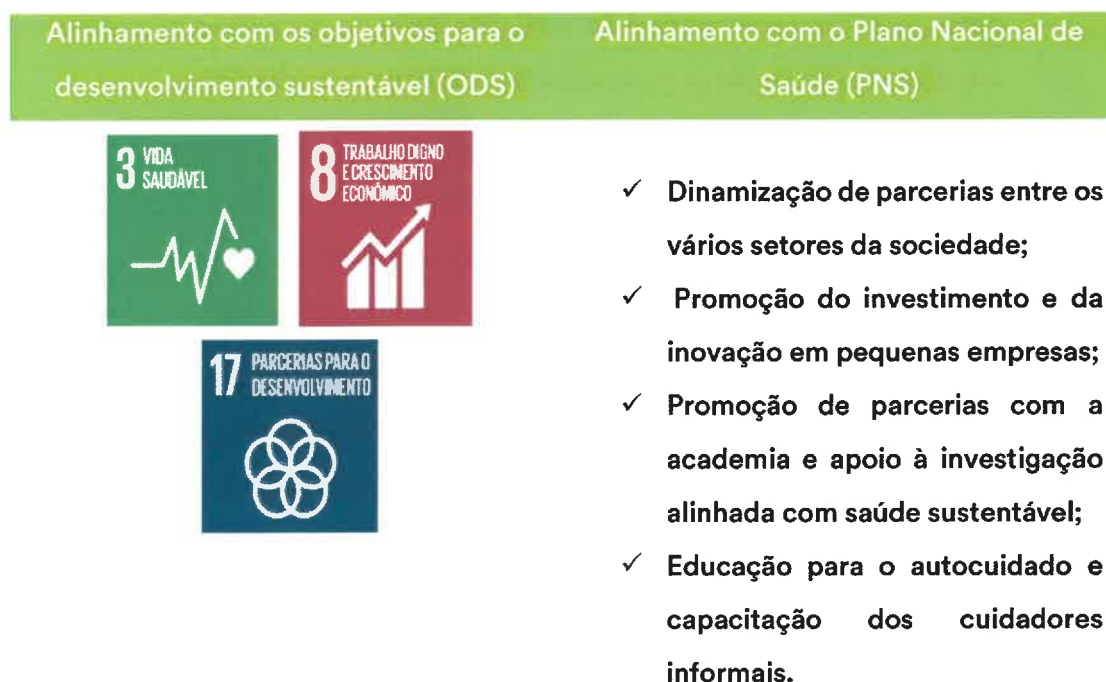 Alinhamento com os objetivos para o
desenvolvimento sustentável (ODS)
Alinhamento com o Plano Nacional de
Saúde (PNS)
3 VIDA
SAUDÁVEL
8 TRABALHO DIGNO
E CRESCIMENTO
ECONÓMICO
17 PARCERIAS PARA O
DESENVOLVIMENTO
✓ Dinamização de parcerias entre os
vários setores da sociedade;
✓ Promoção do investimento e da
inovação em pequenas empresas;
✓ Promoção de parcerias com a
academia e apoio à investigação
alinhada com saúde sustentável;
✓ Educação para o autocuidado e
capacitação dos cuidadores
informais.